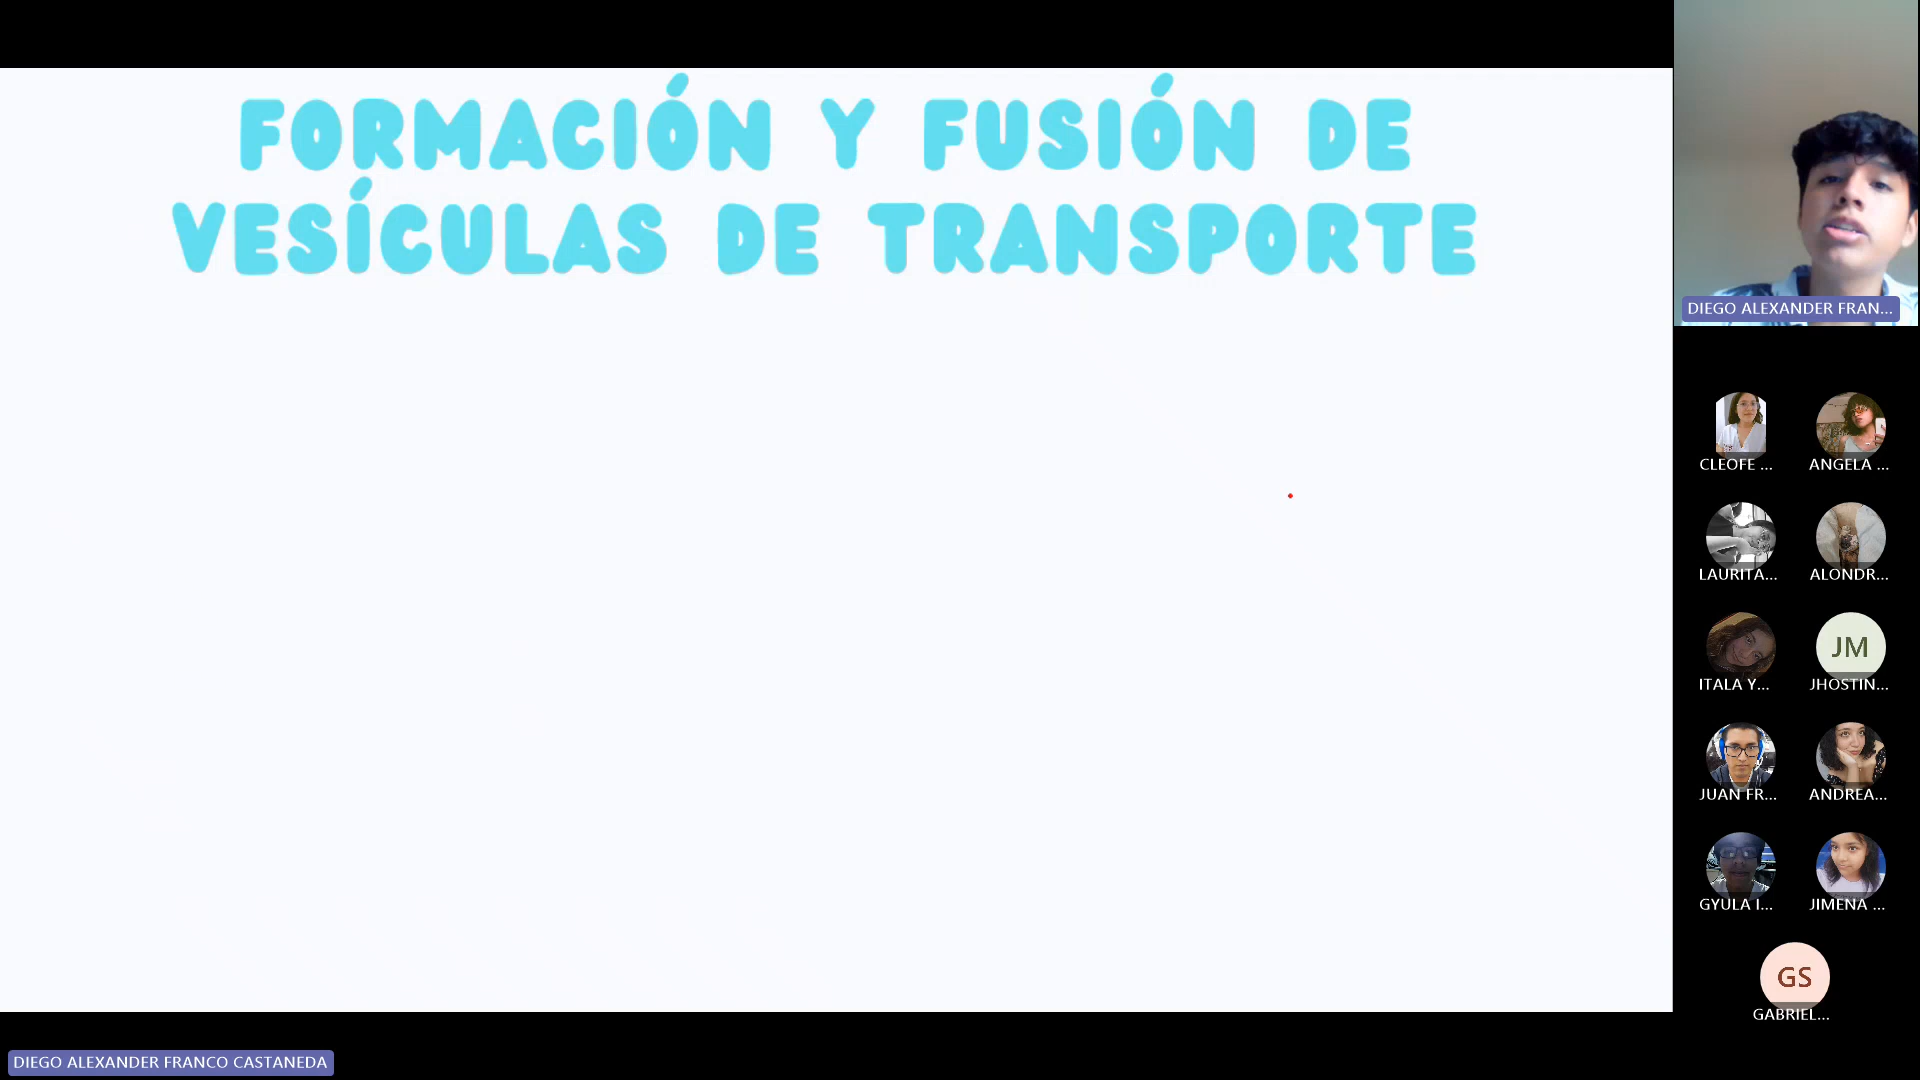 FORMACIÓN Y FUSIÓN DE
VESÍCULAS DE TRANSPORTE
DIEGO ALEXANDER FRAN...
CLEOFE ...
ANGELA ...
LAURITA...
ALONDR...
ITALA Y...
JM
JHOSTIN...
JUAN FR...
ANDREA...
GYULA I...
JIMENA ...
GS
GABRIEL...
DIEGO ALEXANDER FRANCO CASTANEDA